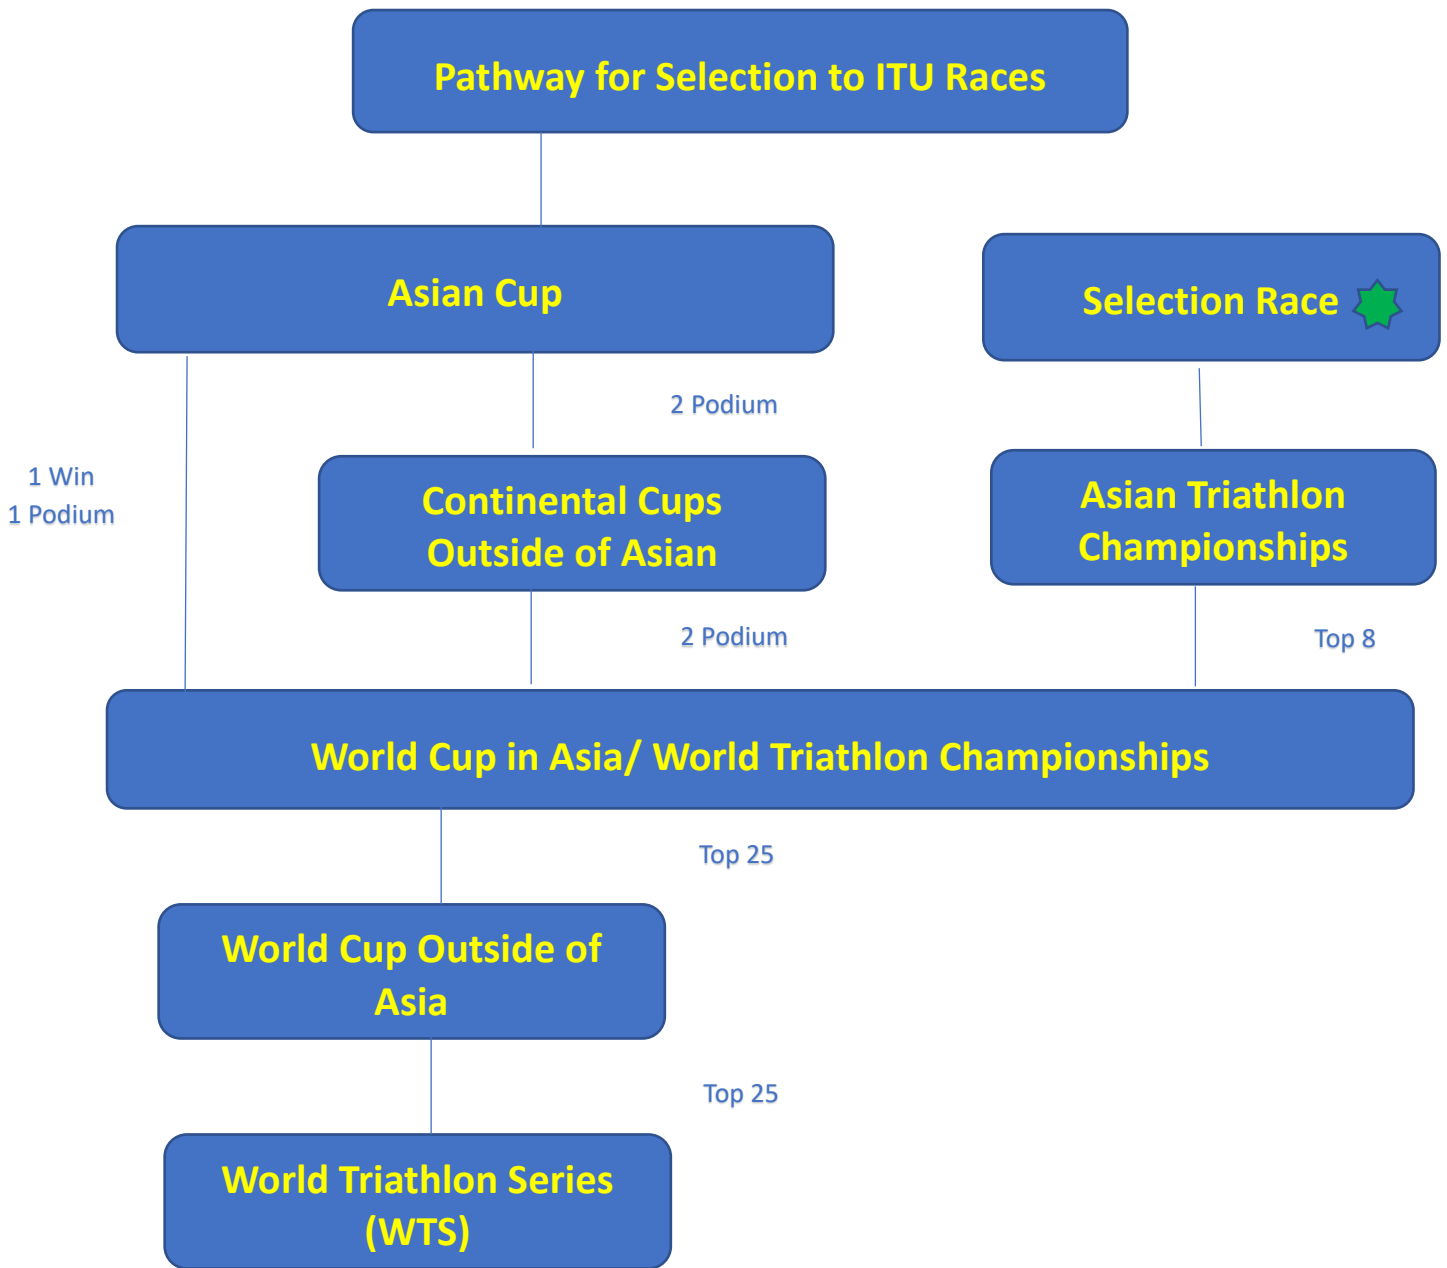 Pathway for Selection to ITU Races
Asian Cup
Selection Race
2 Podium
1 Win
1 Podium
Continental Cups
Outside of Asian
Asian Triathlon
Championships
2 Podium
Top 8
World Cup in Asia/ World Triathlon Championships
Top 25
World Cup Outside of
Asia
Top 25
World Triathlon Series
(WTS)